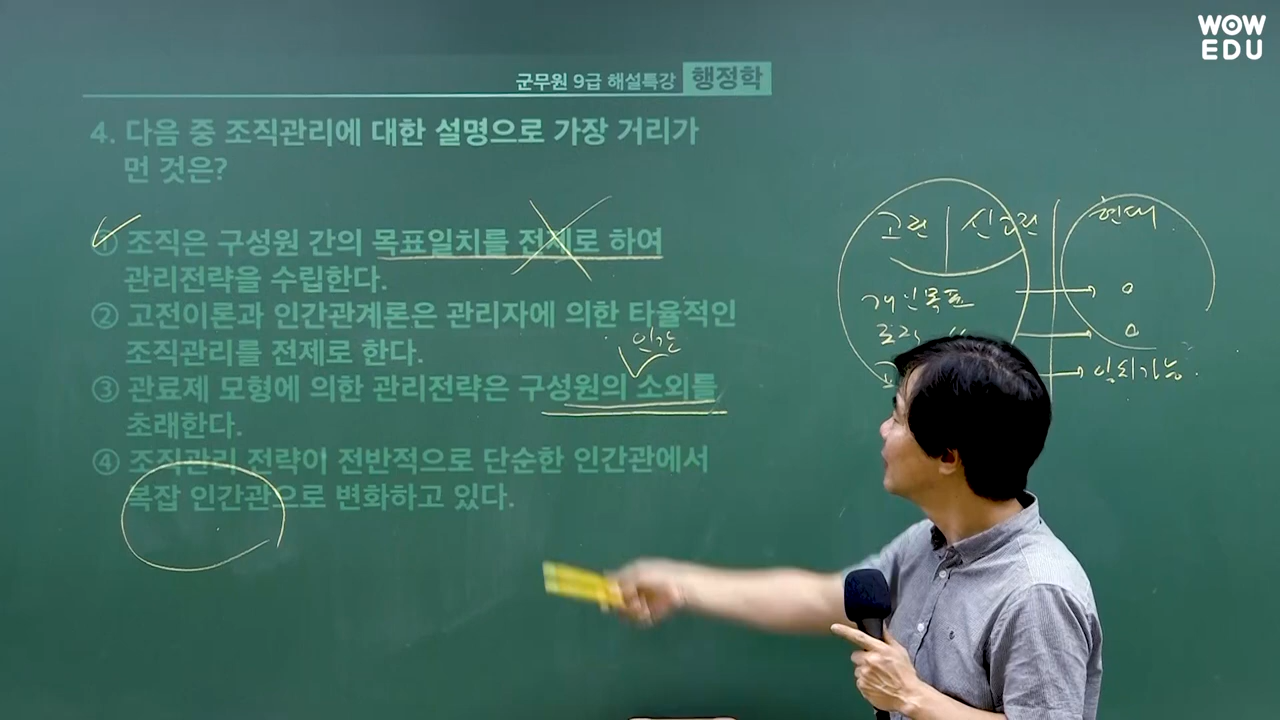 WOW
EDU
군무원 9급 해설특강 행정학
4. 다음 중 조직관리에 대한 설명으로 가장 거리가
먼 것은?
① 조직은 구성원 간의 목표일치를 전제로 하여
관리전략을 수립한다.
② 고전이론과 인간관계론은 관리자에 의한 타율적인
조직관리를 전제로 한다.
인간
③ 관료제 모형에 의한 관리전략은 구성원의 소외를
초래한다.
④ 조직관리 전략이 전반적으로 단순한 인간관에서
복잡 인간관으로 변화하고 있다.
고전 신고전 현대
개인목표
일치가능.